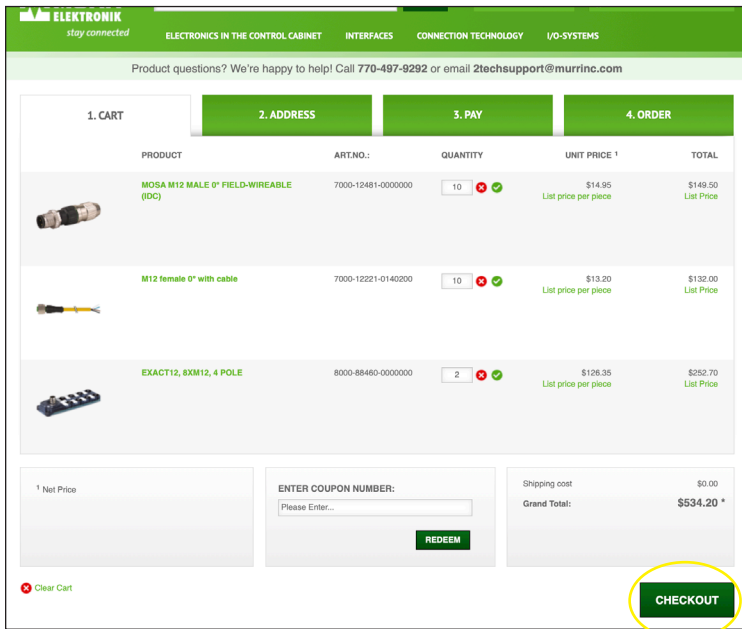 ELEKTRONIK
stay connected
ELECTRONICS IN THE CONTROL CABINET INTERFACES CONNECTION TECHNOLOGY I/O-SYSTEMS
Product questions? We're happy to help! Call 770-497-9292 or email 2techsupport@murrinc.com
1. CART 2. ADDRESS 3. PAY 4. ORDER
PRODUCT ART.NO.: QUANTITY UNIT PRICE 1 TOTAL
MOSA M12 MALE 0° FIELD-WIREABLE 7000-12481-0000000 10 $14.95 $149.50
(IDC) List price per piece List Price
M12 female 0° with cable 7000-12221-0140200 10 $13.20 $132.00
List price per piece List Price
EXACT12, 8XM12, 4 POLE 8000-88460-0000000 2 $126.35 $252.70
List price per piece List Price
1 Net Price
ENTER COUPON NUMBER:
Please Enter...
REDEEM
Shipping cost $0.00
Grand Total: $534.20 *
Clear Cart
CHECKOUT